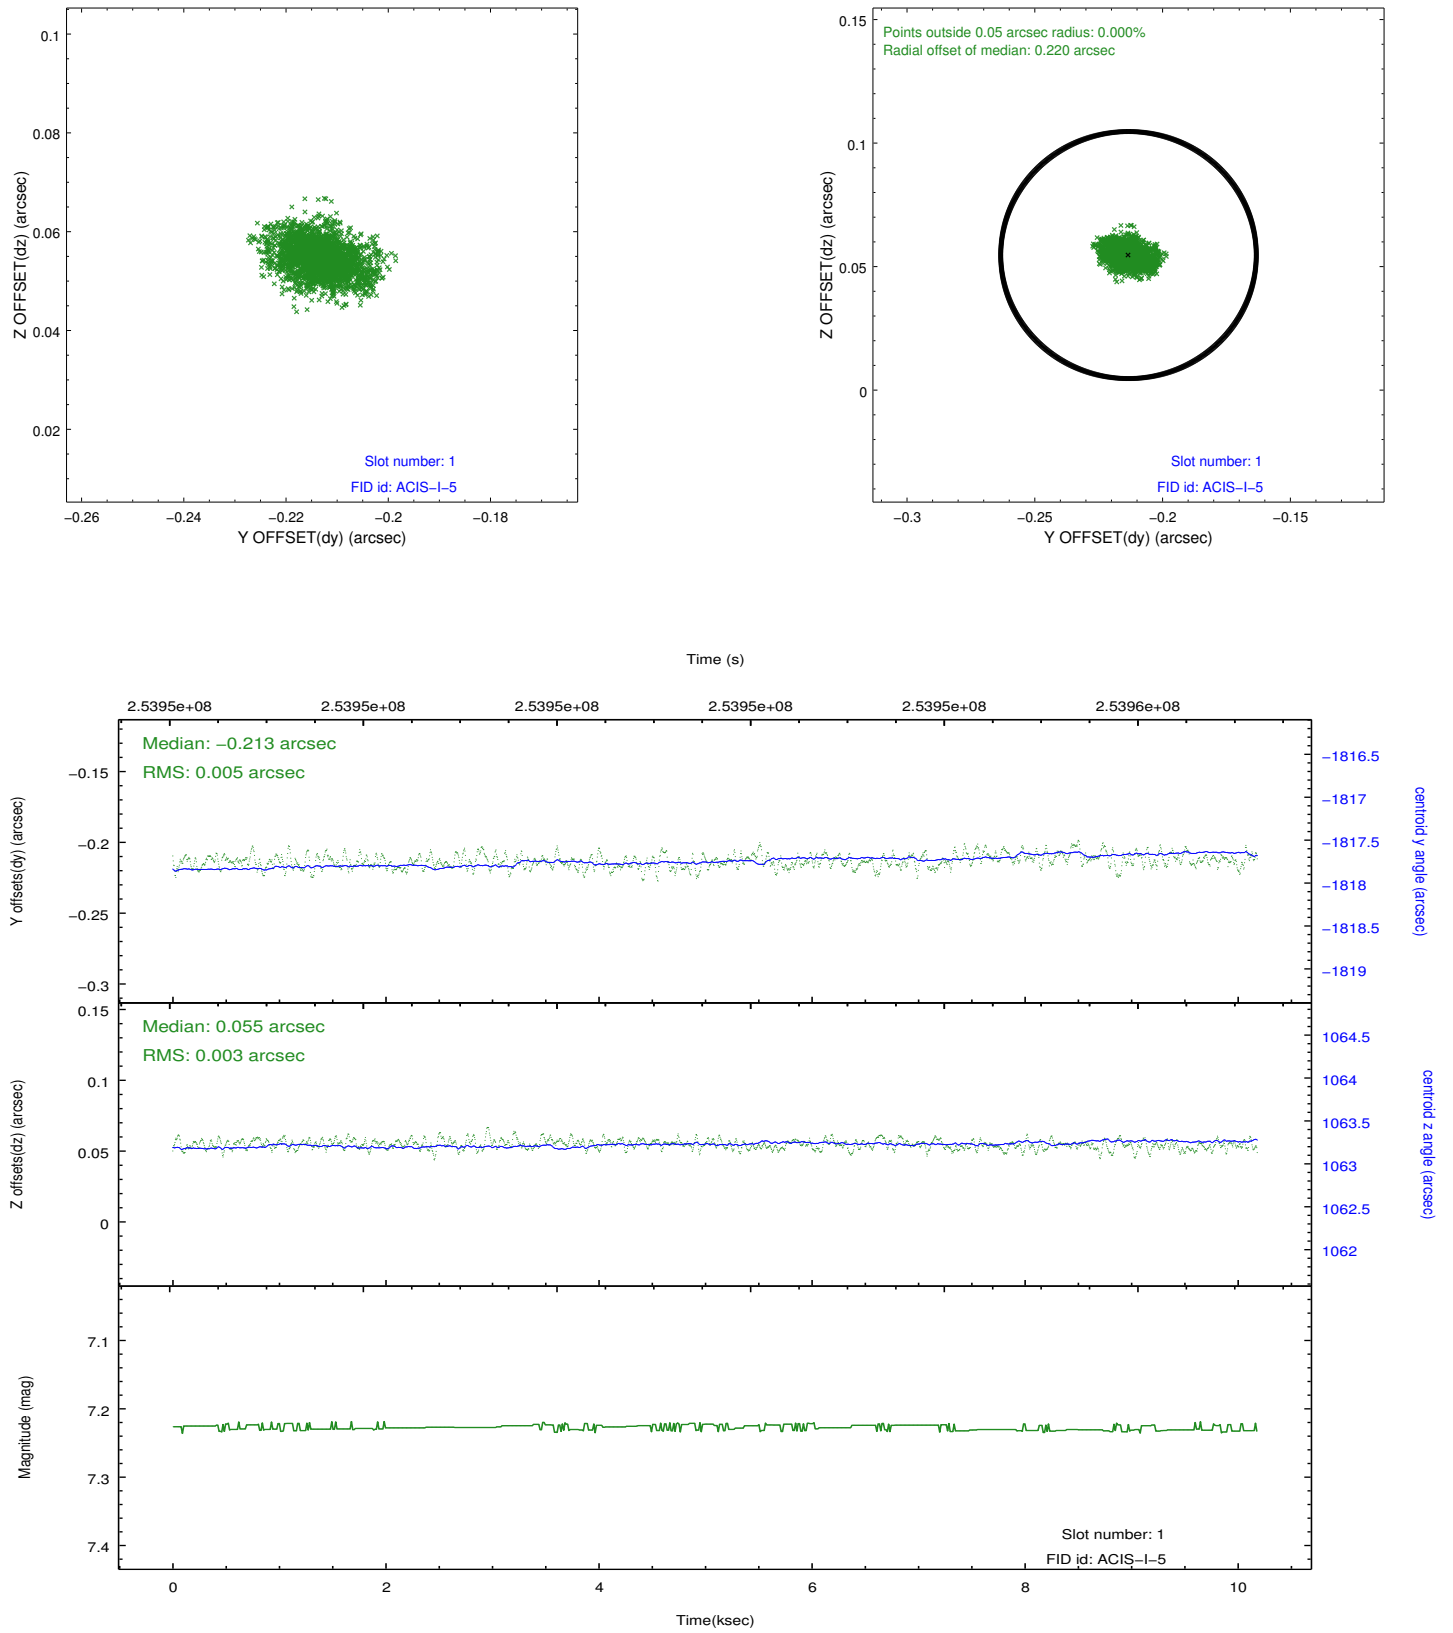 0.1
0.08
0.06
0.04
0.02
Z OFFSET(dz) (arcsec)
Slot number: 1
FID id: ACIS−I−5
−0.26 −0.24 −0.22 −0.2 −0.18
Y OFFSET(dy) (arcsec)
Points outside 0.05 arcsec radius: 0.000%
Radial offset of median: 0.220 arcsec
0.15
0.1
0.05
0
Z OFFSET(dz) (arcsec)
Slot number: 1
FID id: ACIS−I−5
−0.3 −0.25 −0.2 −0.15
Y OFFSET(dy) (arcsec)
Time (s)
2.5395e+08 2.5395e+08 2.5395e+08 2.5395e+08 2.5395e+08 2.5396e+08
Median: −0.213 arcsec
RMS: 0.005 arcsec
−0.15
−0.2
−0.25
−0.3
Y offsets(dy) (arcsec)
−1816.5
−1817
−1817.5
−1818
−1818.5
−1819
centroid y angle (arcsec)
Median: 0.055 arcsec
RMS: 0.003 arcsec
0.15
0.1
0.05
0
Z offsets(dz) (arcsec)
1064.5
1064
1063.5
1063
1062.5
1062
centroid z angle (arcsec)
7.1
7.2
7.3
7.4
Magnitude (mag)
Slot number: 1
FID id: ACIS−I−5
0 2 4 6 8 10
Time(ksec)